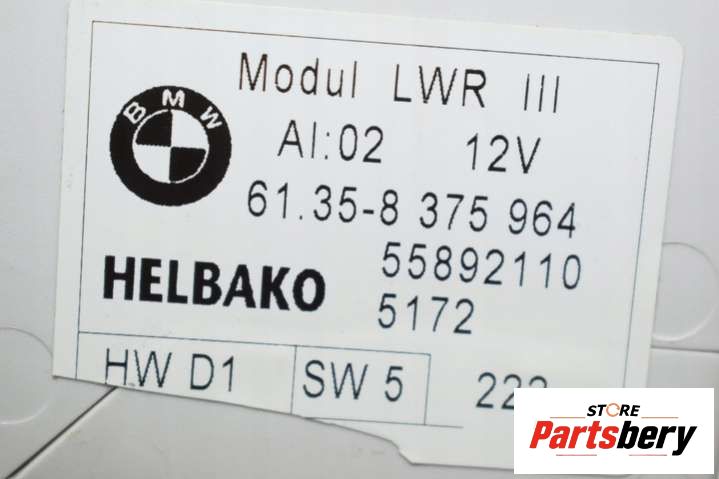 BMW
Modul LWR III
AI:02 12V
61.35-8 375 964
HELBAKO
55892110
5172
HW D1
SW 5
STORE
Partsbery